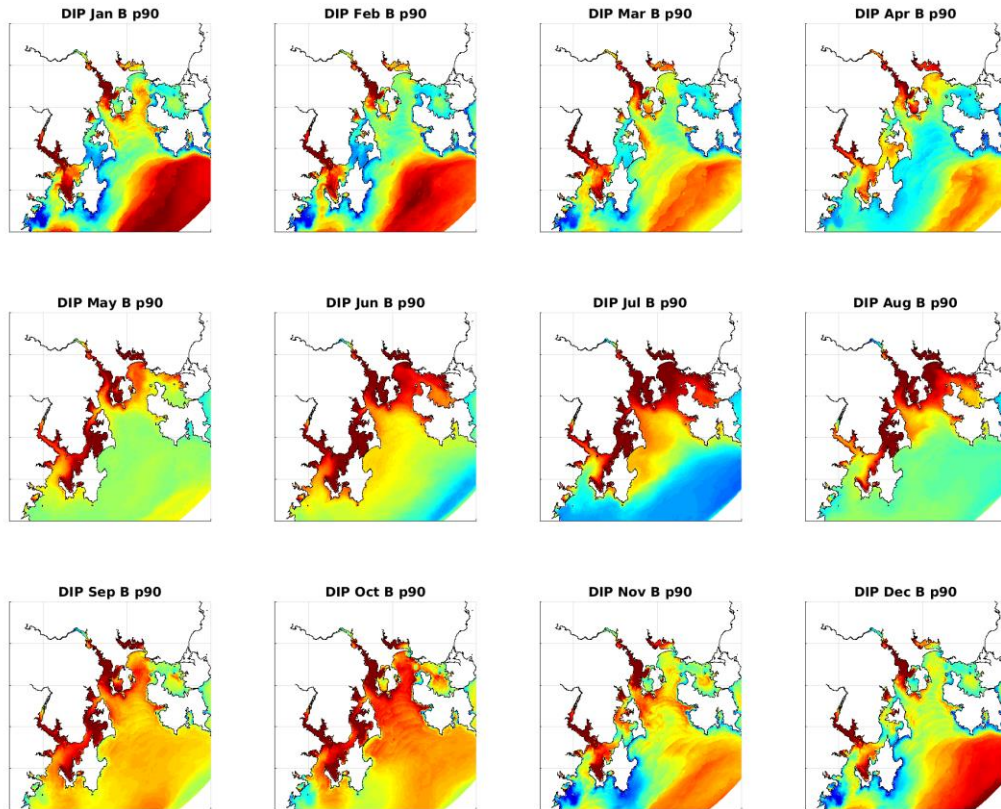 DIP Jan B p90
DIP Feb B p90
DIP Mar B p90
DIP Apr B p90
DIP May B p90
DIP Jun B p90
DIP Jul B p90
DIP Aug B p90
DIP Sep B p90
DIP Oct B p90
DIP Nov B p90
DIP Dec B p90